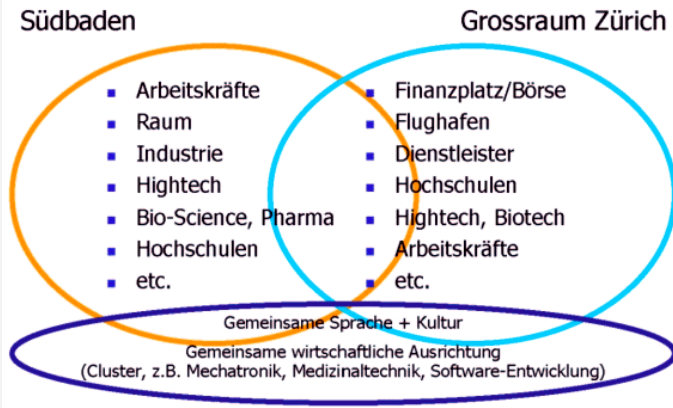 Südbaden
Grossraum Zürich
Arbeitskräfte
Raum
Industrie
Hightech
Bio-Science, Pharma
Hochschulen
etc.
Finanzplatz/Börse
Flughafen
Dienstleister
Hochschulen
Hightech, Biotech
Arbeitskräfte
etc.
Gemeinsame Sprache + Kultur
Gemeinsame wirtschaftliche Ausrichtung
(Cluster, z.B. Mechatronik, Medizinaltechnik, Software-Entwicklung)